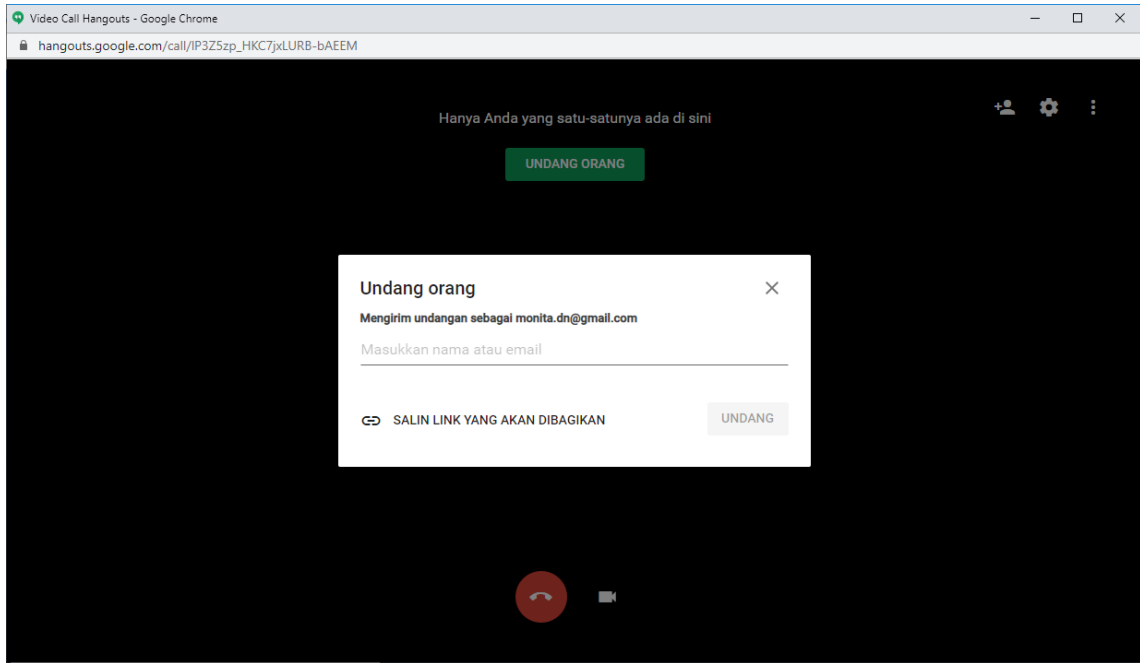 Video Call Hangouts - Google Chrome
hangouts.google.com/call/IP3Z5zp_HKC7jxLURB-bAEEM
Hanya Anda yang satu-satunya ada di sini
UNDANG ORANG
Undang orang
Mengirim undangan sebagai monita.dn@gmail.com
Masukkan nama atau email
SALIN LINK YANG AKAN DIBAGIKAN
UNDANG